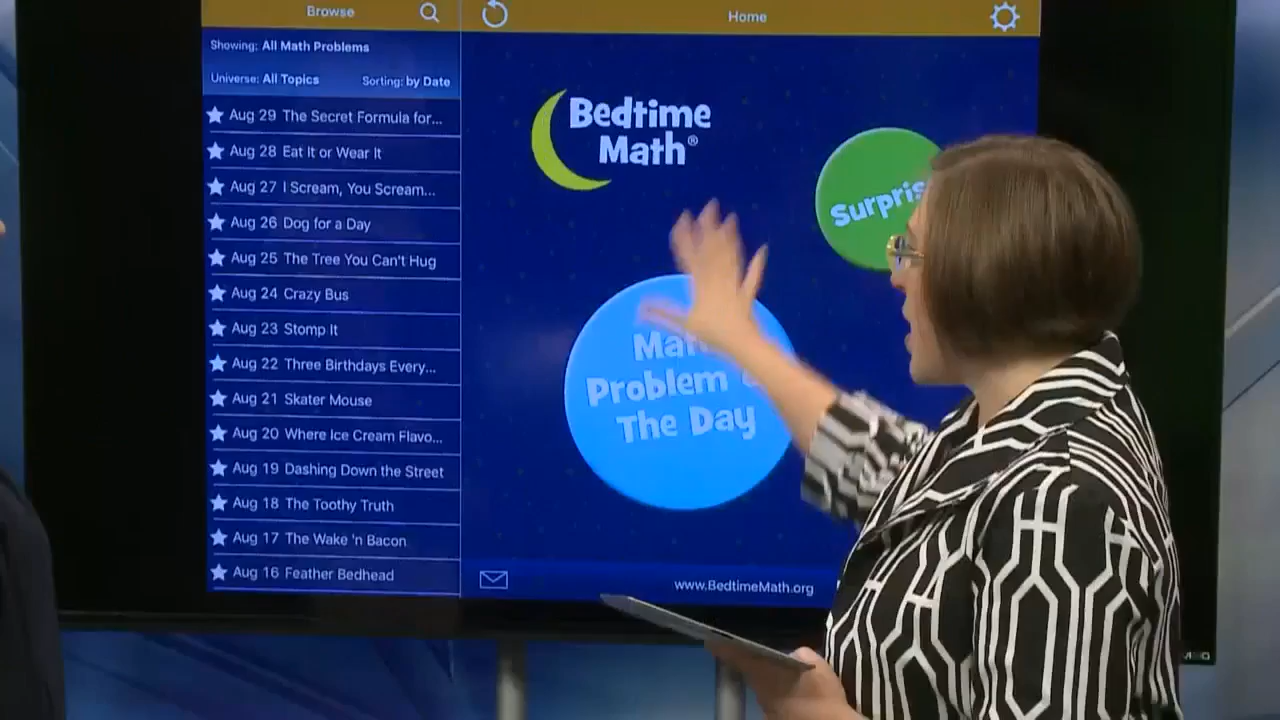 Browse
Home
Showing: All Math Problems
Universe: All Topics
Sorting: by Date
Aug 29 The Secret Formula for...
Aug 28 Eat It or Wear It
Aug 27 I Scream, You Scream...
Aug 26 Dog for a Day
Aug 25 The Tree You Can't Hug
Aug 24 Crazy Bus
Aug 23 Stomp It
Aug 22 Three Birthdays Every...
Aug 21 Skater Mouse
Aug 20 Where Ice Cream Flavo...
Aug 19 Dashing Down the Street
Aug 18 The Toothy Truth
Aug 17 The Wake 'n Bacon
Aug 16 Feather Bedhead
Bedtime
Math®
Surpris
Problem
The Day
www.BedtimeMath.org